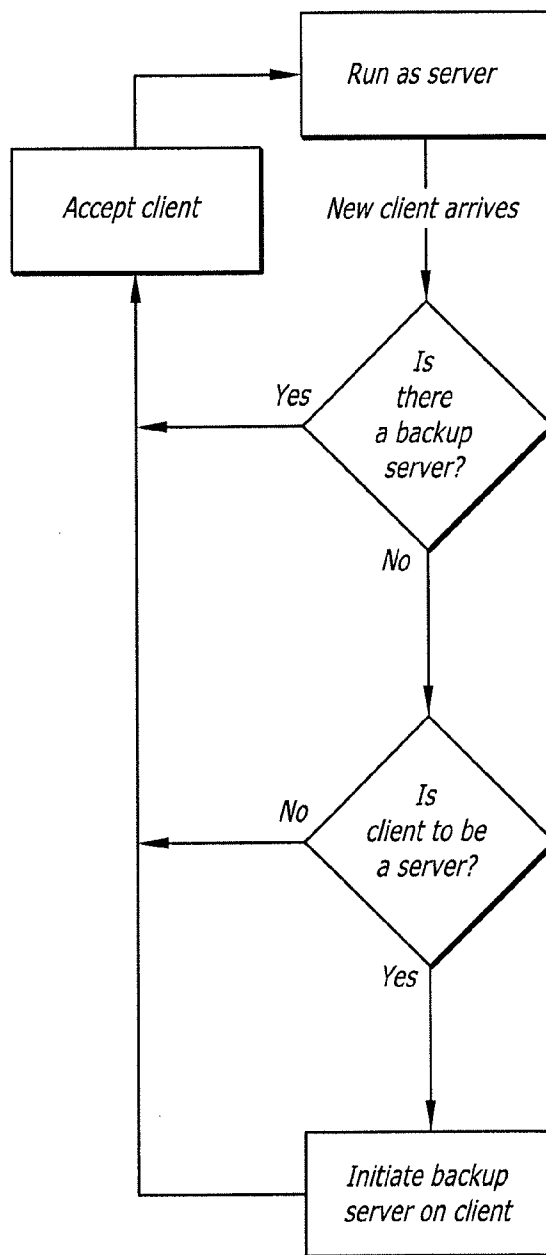 Run as server
Accept client
New client arrives
Is
there
a backup
server?
Yes
No
Is
client to be
a server?
No
Yes
Initiate backup
server on client